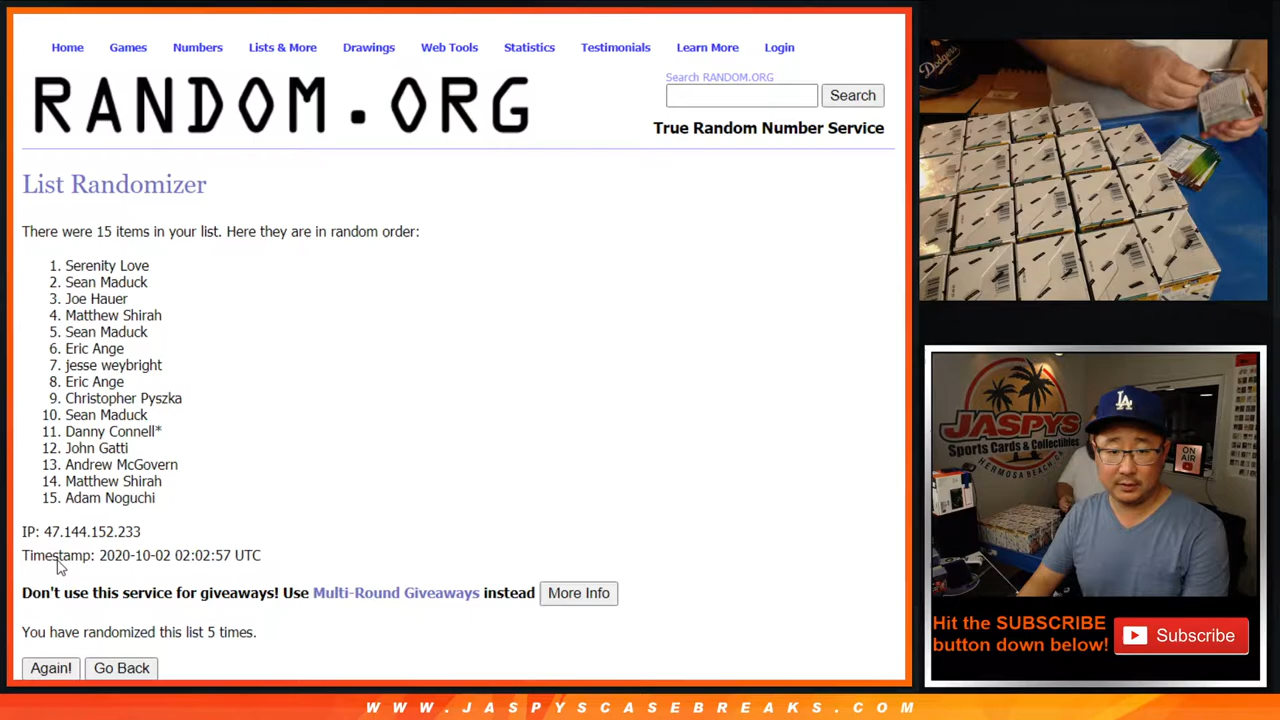 Home Games Numbers Lists & More Drawings Web Tools Statistics Testimonials Learn More Login
RANDOM.ORG
Search RANDOM.ORG
Search
True Random Number Service
List Randomizer
There were 15 items in your list. Here they are in random order:
1. Serenity Love
2. Sean Maduck
3. Joe Hauer
4. Matthew Shirah
5. Sean Maduck
6. Eric Ange
7. jesse weybright
8. Eric Ange
9. Christopher Pyszka
10. Sean Maduck
11. Danny Connell*
12. John Gatti
13. Andrew McGovern
14. Matthew Shirah
15. Adam Noguchi
IP: 47.144.152.233
Timestamp: 2020-10-02 02:02:57 UTC
Don't use this service for giveaways! Use Multi-Round Giveaways instead More Info
You have randomized this list 5 times.
Again! Go Back
Dodgers
JASPYS
Sports Cards & Collectibles
HERMOSA BEACH, CA
LA
ON AIR
Hit the SUBSCRIBE
button down below!
Subscribe
WWW.JASPYSCASEBREAKS.COM